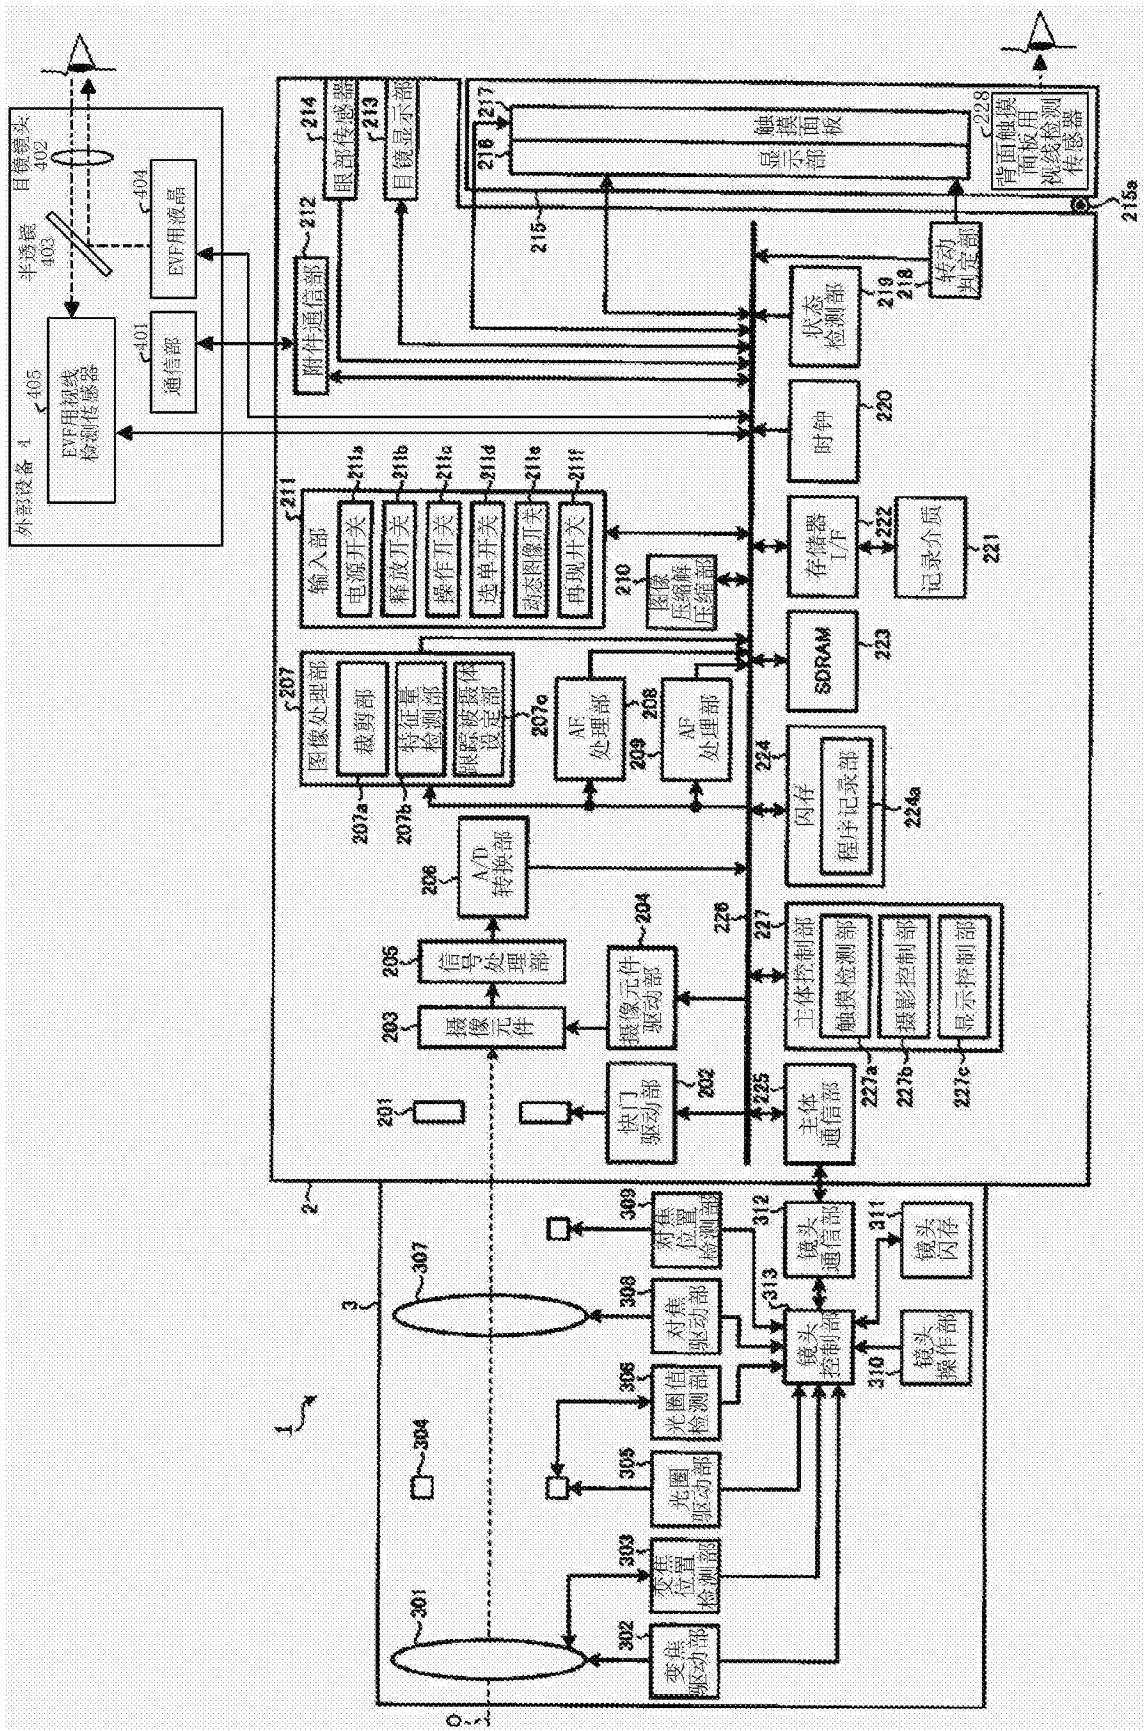 外部设备 4
目镜镜头
402
半透镜
403
405
EVF用视线
检测传感器
401
通信部
404
EVF用液晶
1
2
3
O
201
202
快门
驱动部
203
摄像
元件
204
摄像元件
驱动部
205
信号
处理部
206
A/D
转换部
207
图像处理部
裁剪部
207a
特征量
检测部
207b
跟踪被摄体
设定部
207c
AE
处理部
208
209
AF
处理部
210
图像
压缩解
压缩部
211
输入部
电源开关
211a
释放开关
211b
操作开关
211c
选单开关
211d
动态图像开关
211e
再现开关
211f
附件通信部
212
目镜显示部
213
眼部传感器
214
215
215a
216
显示部
217
触摸面板
228
背面触摸
面板用
视线检测
传感器
218
转动
判定部
219
状态
检测部
220
时钟
222
存储器
I/F
221
记录介质
SDRAM
223
224
闪存
程序记录部
224a
226
227
主体控制部
触摸检测部
227a
摄影控制部
227b
显示控制部
227c
225
主体
通信部
301
302
变焦
驱动部
303
变焦
位置
检测部
304
305
光圈
驱动部
306
光圈值
检测部
307
308
对焦
驱动部
309
对焦
位置
检测部
310
镜头
操作部
311
镜头
闪存
312
镜头
通信部
313
镜头
控制部